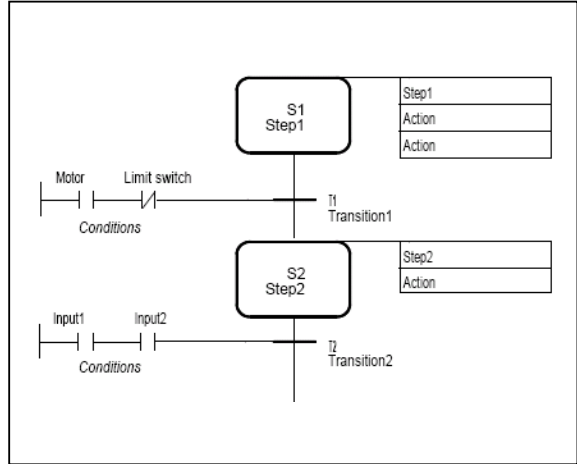 S1
Step1
Step1
Action
Action
Motor
Limit switch
Conditions
T1
Transition1
S2
Step2
Step2
Action
Input1
Input2
Conditions
T2
Transition2